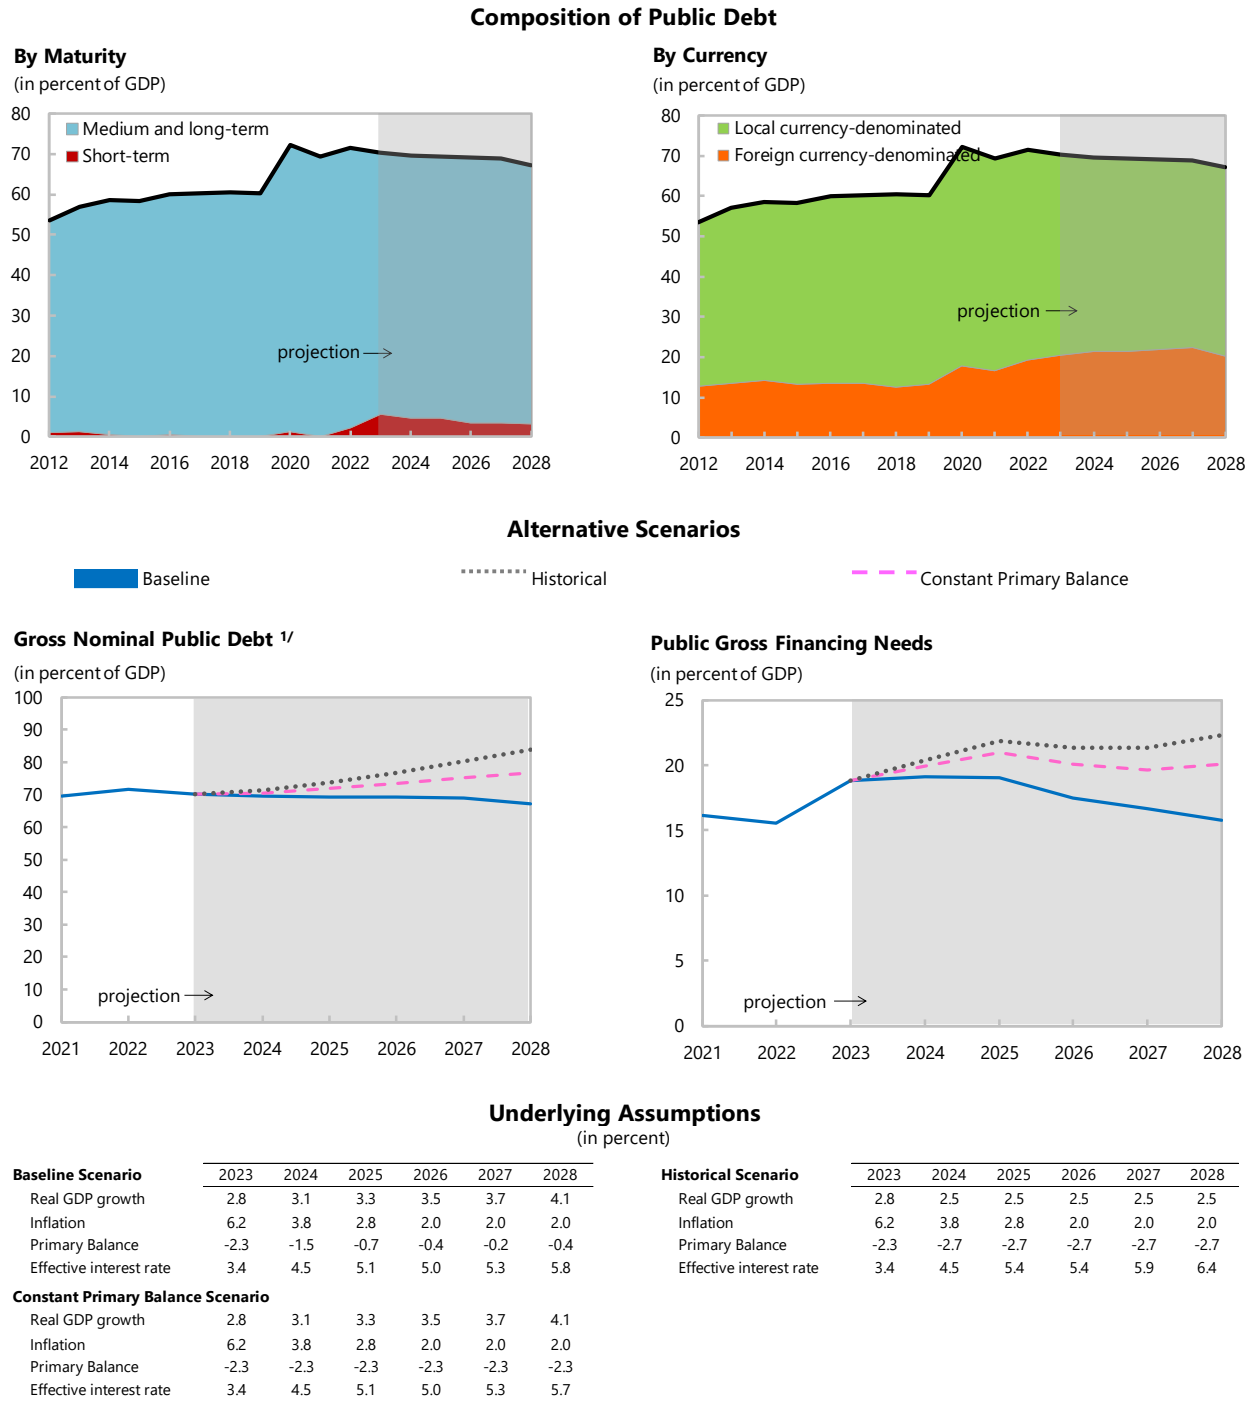 Composition of Public Debt
By Maturity
(in percent of GDP)
80
70
60
50
40
30
20
10
0
Medium and long-term
Short-term
projection
2012 2014 2016 2018 2020 2022 2024 2026 2028
By Currency
(in percent of GDP)
80
70
60
50
40
30
20
10
0
Local currency-denominated
Foreign currency-denominated
projection
2012 2014 2016 2018 2020 2022 2024 2026 2028
Alternative Scenarios
Baseline Historical Constant Primary Balance
Gross Nominal Public Debt 1/
(in percent of GDP)
100
90
80
70
60
50
40
30
20
10
0
projection
2021 2022 2023 2024 2025 2026 2027 2028
Public Gross Financing Needs
(in percent of GDP)
25
20
15
10
5
0
projection
2021 2022 2023 2024 2025 2026 2027 2028
Underlying Assumptions
(in percent)
Baseline Scenario 2023 2024 2025 2026 2027 2028
Real GDP growth 2.8 3.1 3.3 3.5 3.7 4.1
Inflation 6.2 3.8 2.8 2.0 2.0 2.0
Primary Balance -2.3 -1.5 -0.7 -0.4 -0.2 -0.4
Effective interest rate 3.4 4.5 5.1 5.0 5.3 5.8
Constant Primary Balance Scenario
Real GDP growth 2.8 3.1 3.3 3.5 3.7 4.1
Inflation 6.2 3.8 2.8 2.0 2.0 2.0
Primary Balance -2.3 -2.3 -2.3 -2.3 -2.3 -2.3
Effective interest rate 3.4 4.5 5.1 5.0 5.3 5.7
Historical Scenario 2023 2024 2025 2026 2027 2028
Real GDP growth 2.8 2.5 2.5 2.5 2.5 2.5
Inflation 6.2 3.8 2.8 2.0 2.0 2.0
Primary Balance -2.3 -2.7 -2.7 -2.7 -2.7 -2.7
Effective interest rate 3.4 4.5 5.4 5.4 5.9 6.4